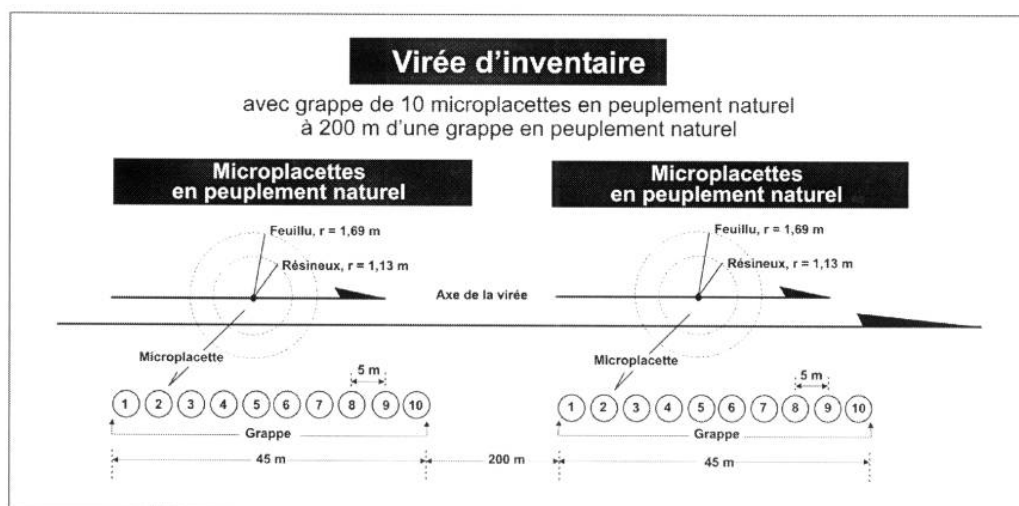 Virée d'inventaire
avec grappe de 10 microplacettes en peuplement naturel
à 200 m d'une grappe en peuplement naturel
Microplacettes
en peuplement naturel
Feuillu, r = 1,69 m
Résineux, r = 1,13 m
Microplacette
5 m
1 2 3 4 5 6 7 8 9 10
Grappe
45 m
Axe de la virée
200 m
Microplacettes
en peuplement naturel
Feuillu, r = 1,69 m
Résineux, r = 1,13 m
Microplacette
5 m
1 2 3 4 5 6 7 8 9 10
Grappe
45 m